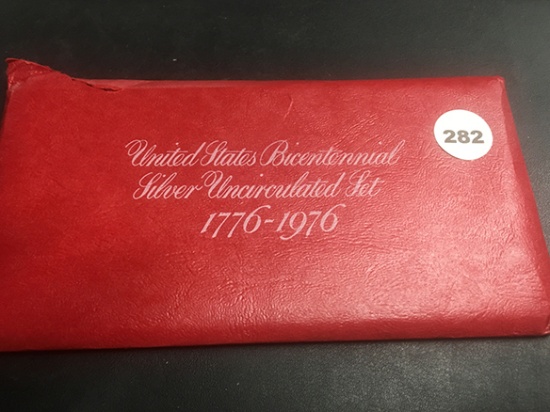 282
United States Bicentennial
Silver Uncirculated Set
1776-1976